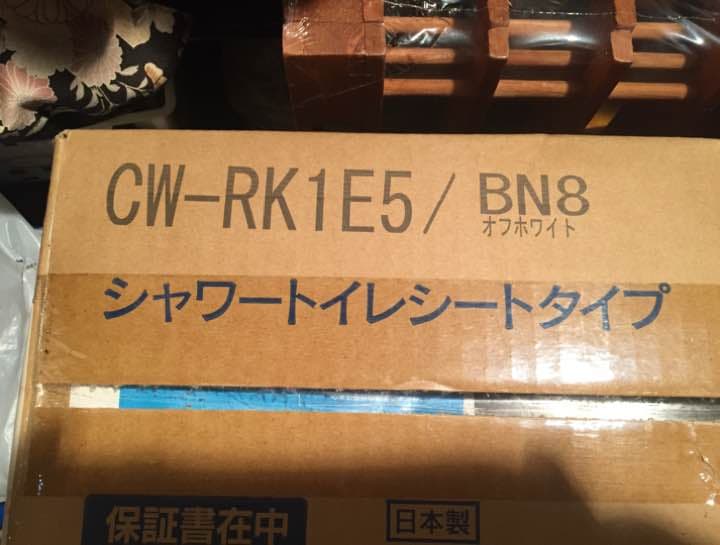 CW-RK1E5/BN8
オフホワイト
シャワートイレシートタイプ
保証書在中
日本製